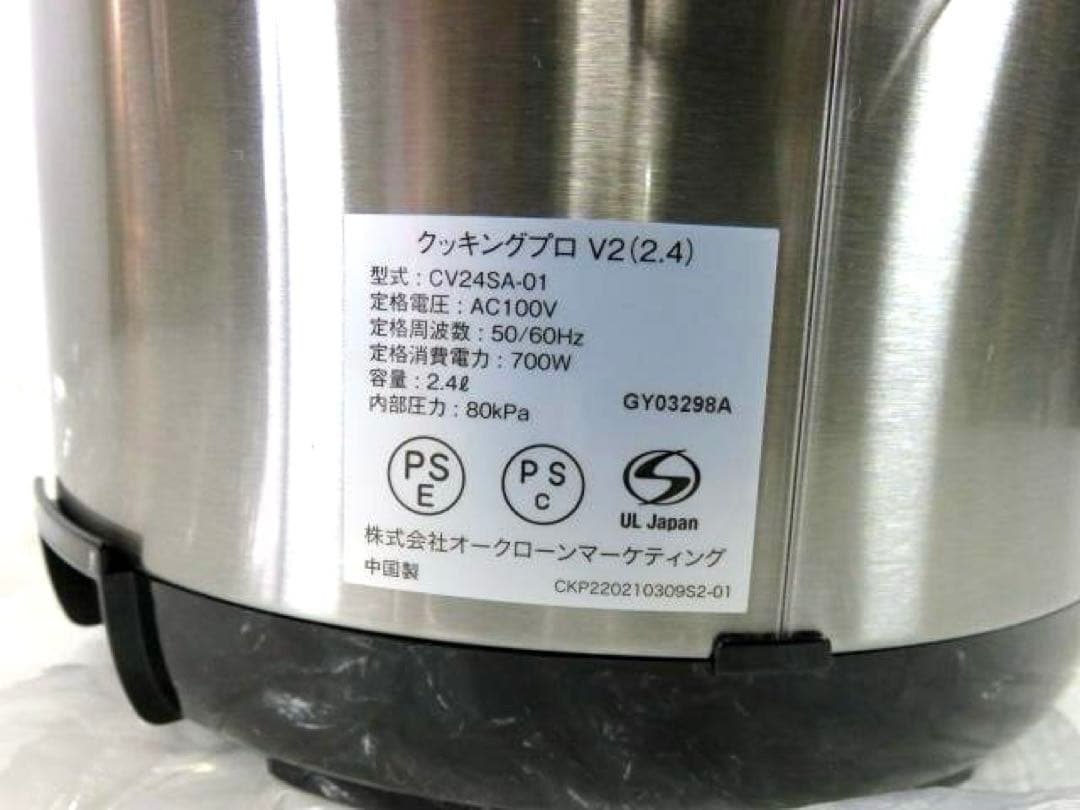 クッキングプロ V2(2.4)
型式：CV24SA-01
定格電圧：AC100V
定格周波数：50/60Hz
定格消費電力：700W
容量：2.4ℓ
内部圧力：80kPa
GY03298A
PS E
PS C
S
UL Japan
株式会社オークローンマーケティング
中国製
CKP220210309S2-01